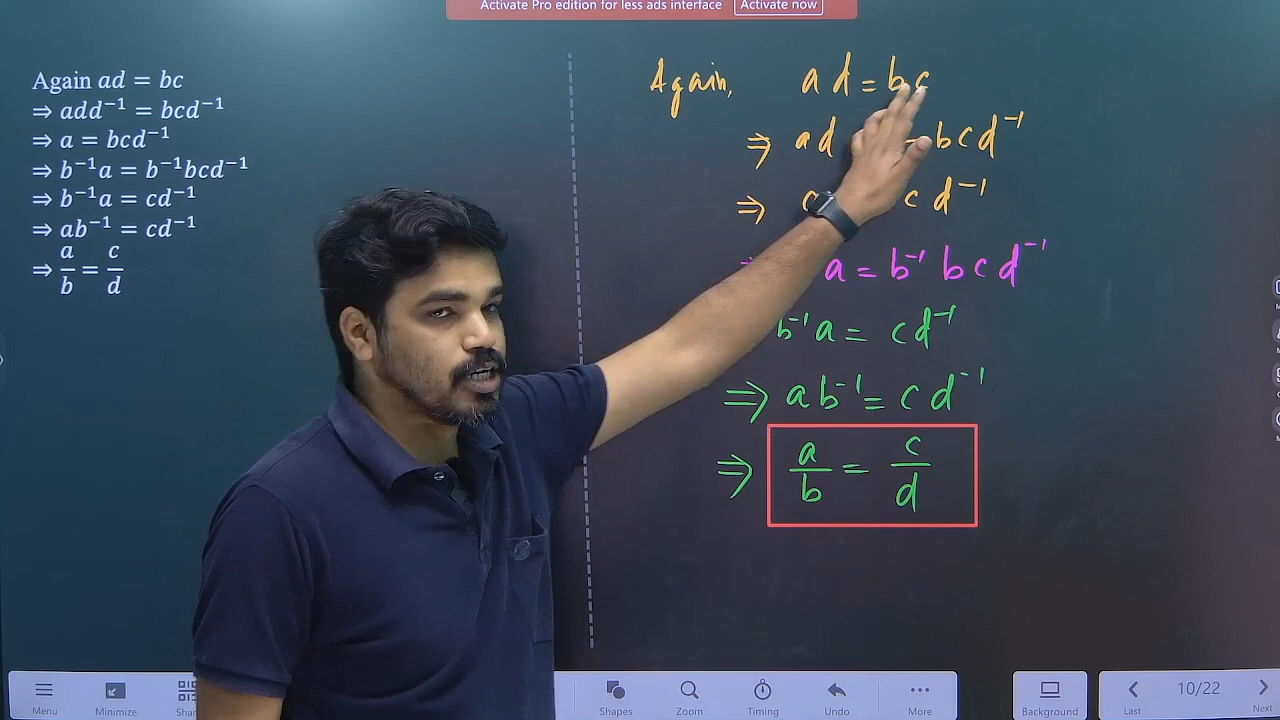 Activate Pro edition for less ads interface Activate now
Again ad = bc
⇒ add⁻¹ = bcd⁻¹
⇒ a = bcd⁻¹
⇒ b⁻¹a = b⁻¹bcd⁻¹
⇒ b⁻¹a = cd⁻¹
⇒ ab⁻¹ = cd⁻¹
⇒ a/b = c/d
Again, ad = bc
⇒ ad = bcd⁻¹
⇒ c d⁻¹
a = b⁻¹ b c d⁻¹
b⁻¹a = cd⁻¹
⇒ ab⁻¹ = cd⁻¹
⇒ a/b = c/d
Menu Minimize Shapes Zoom Timing Undo More Background Last 10/22 Next